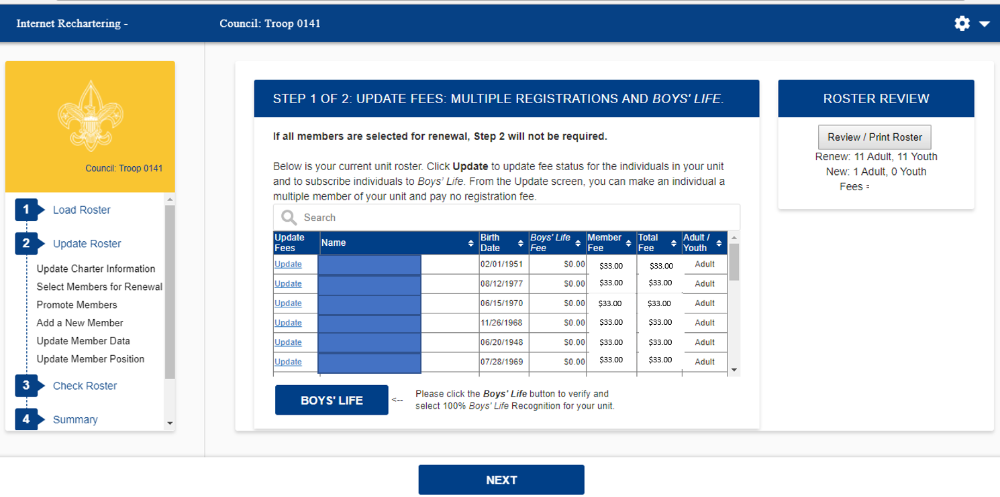 Internet Rechartering -
Council: Troop 0141
Council: Troop 0141
1 Load Roster
2 Update Roster
Update Charter Information
Select Members for Renewal
Promote Members
Add a New Member
Update Member Data
Update Member Position
3 Check Roster
4 Summary
STEP 1 OF 2: UPDATE FEES: MULTIPLE REGISTRATIONS AND BOYS' LIFE.
If all members are selected for renewal, Step 2 will not be required.
Below is your current unit roster. Click Update to update fee status for the individuals in your unit
and to subscribe individuals to Boys' Life. From the Update screen, you can make an individual a
multiple member of your unit and pay no registration fee.
Search
Update Fees Name Birth Date Boys' Life Fee Member Fee Total Fee Adult / Youth
Update 02/01/1951 $0.00 $33.00 $33.00 Adult
Update 08/12/1977 $0.00 $33.00 $33.00 Adult
Update 06/15/1970 $0.00 $33.00 $33.00 Adult
Update 11/26/1968 $0.00 $33.00 $33.00 Adult
Update 06/20/1948 $0.00 $33.00 $33.00 Adult
Update 07/28/1969 $0.00 $33.00 $33.00 Adult
BOYS' LIFE <-- Please click the Boys' Life button to verify and
select 100% Boys' Life Recognition for your unit.
ROSTER REVIEW
Review / Print Roster
Renew: 11 Adult, 11 Youth
New: 1 Adult, 0 Youth
Fees =
NEXT